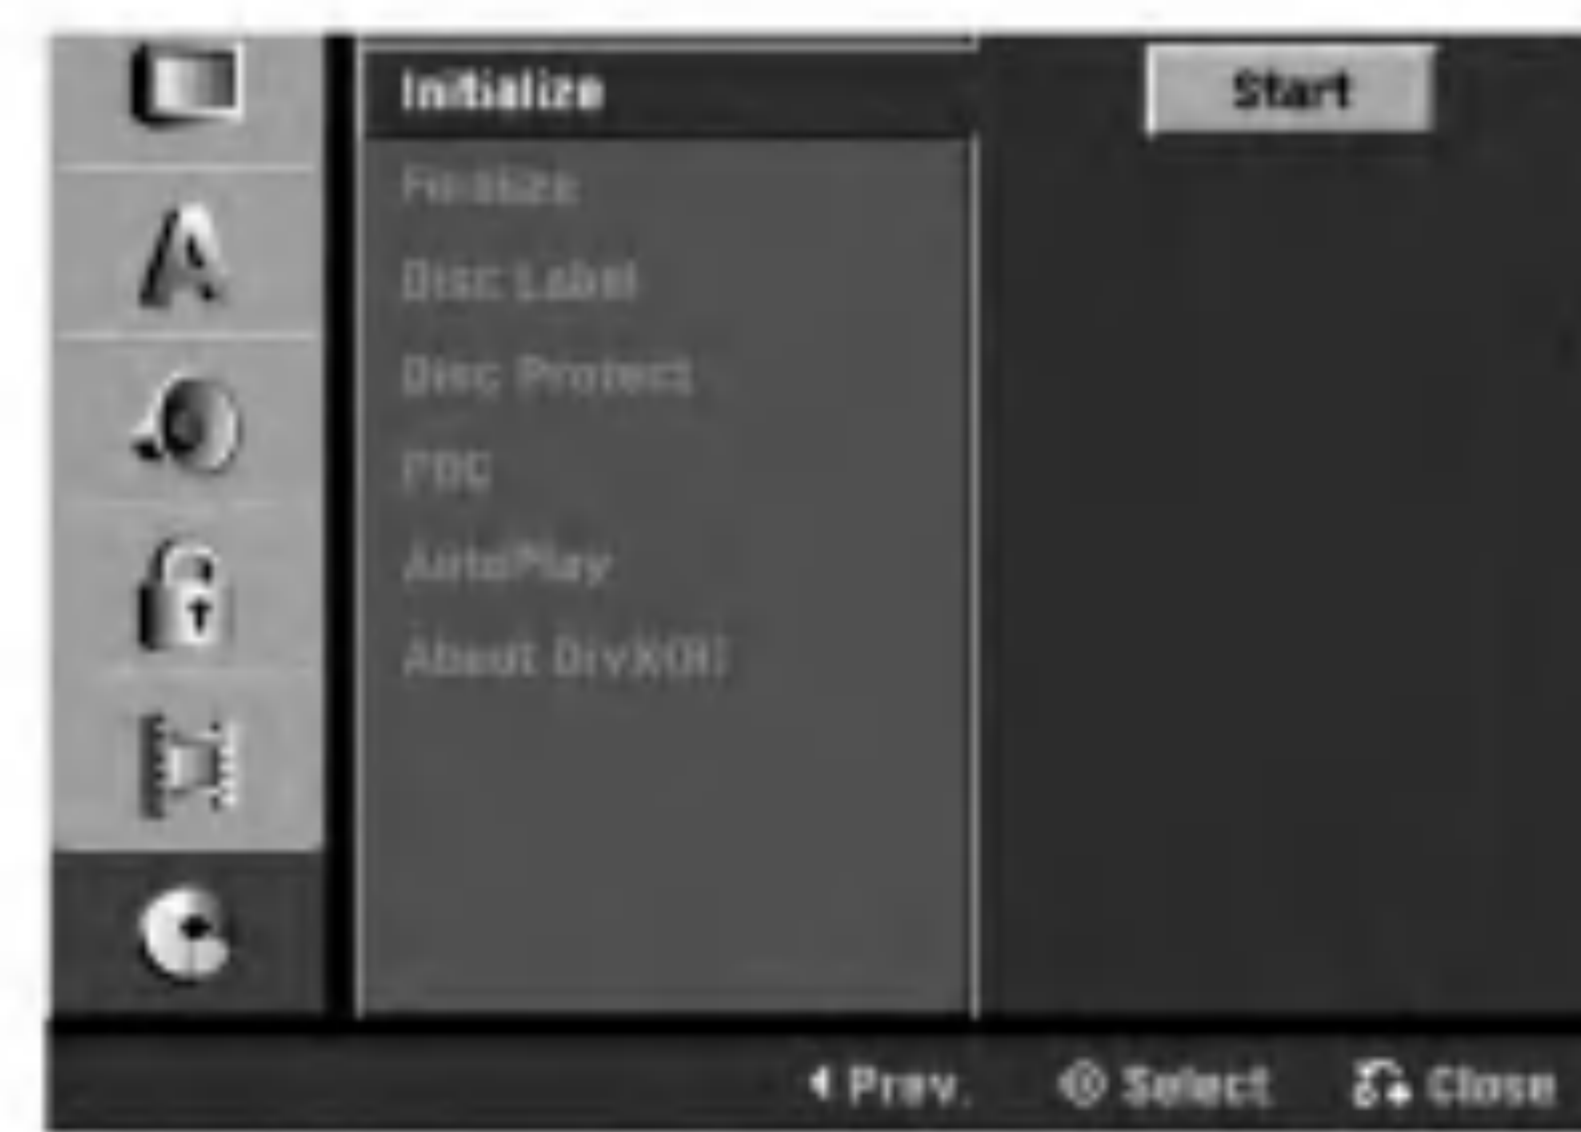 Initialize
Start
Finalize
Disc Label
Disc Protect
PBC
AutoPlay
About DivX(R)
Prev.
Select
Close